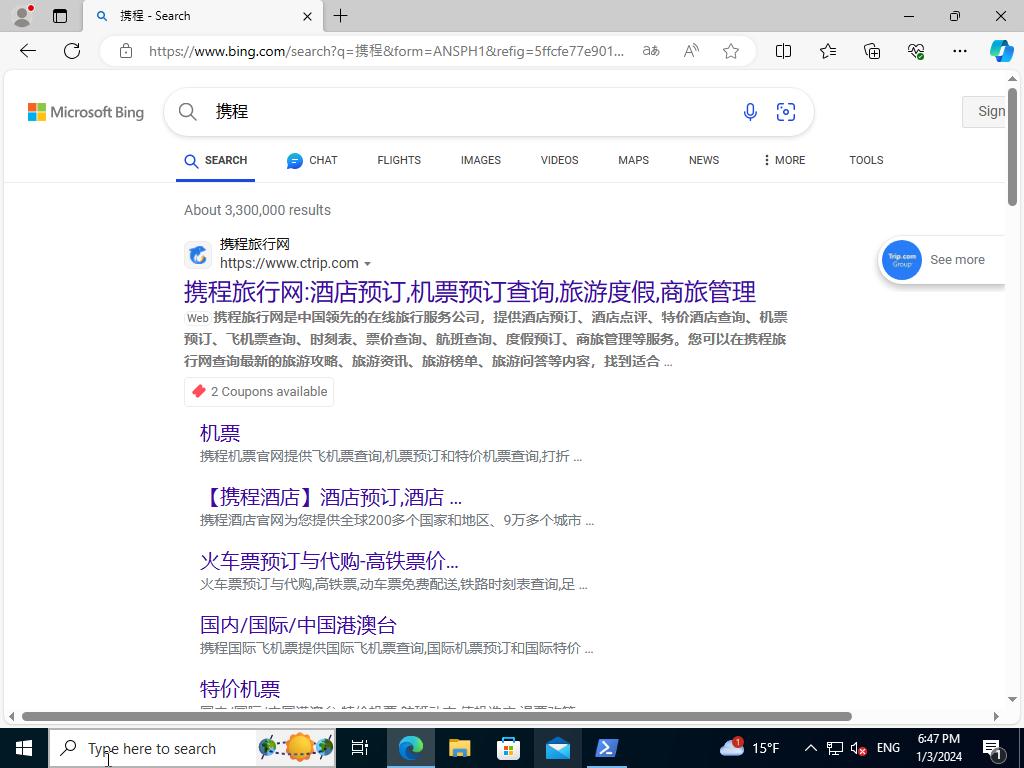 携程 - Search
https://www.bing.com/search?q=携程&form=ANSPH1&refig=5ffcfe77e901...
Microsoft Bing
携程
Sign
SEARCH CHAT FLIGHTS IMAGES VIDEOS MAPS NEWS MORE TOOLS
About 3,300,000 results
携程旅行网
https://www.ctrip.com
携程旅行网:酒店预订,机票预订查询,旅游度假,商旅管理
Web 携程旅行网是中国领先的在线旅行服务公司，提供酒店预订、酒店点评、特价酒店查询、机票
预订、飞机票查询、时刻表、票价查询、航班查询、度假预订、商旅管理等服务。您可以在携程旅
行网查询最新的旅游攻略、旅游资讯、旅游榜单、旅游问答等内容，找到适合 ...
2 Coupons available
Trip.com
Group
See more
机票
携程机票官网提供飞机票查询,机票预订和特价机票查询,打折 ...
【携程酒店】酒店预订,酒店 ...
携程酒店官网为您提供全球200多个国家和地区、9万多个城市 ...
火车票预订与代购-高铁票价...
火车票预订与代购,高铁票,动车票免费配送,铁路时刻表查询,足 ...
国内/国际/中国港澳台
携程国际飞机票提供国际飞机票查询,国际机票预订和国际特价 ...
特价机票
Type here to search
1
15°F
ENG
6:47 PM
1/3/2024
1